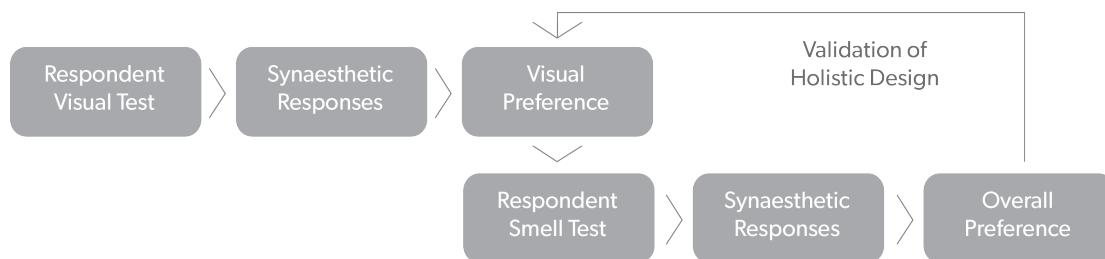 Respondent
Visual Test
Synaesthetic
Responses
Visual
Preference
Validation of
Holistic Design
Respondent
Smell Test
Synaesthetic
Responses
Overall
Preference